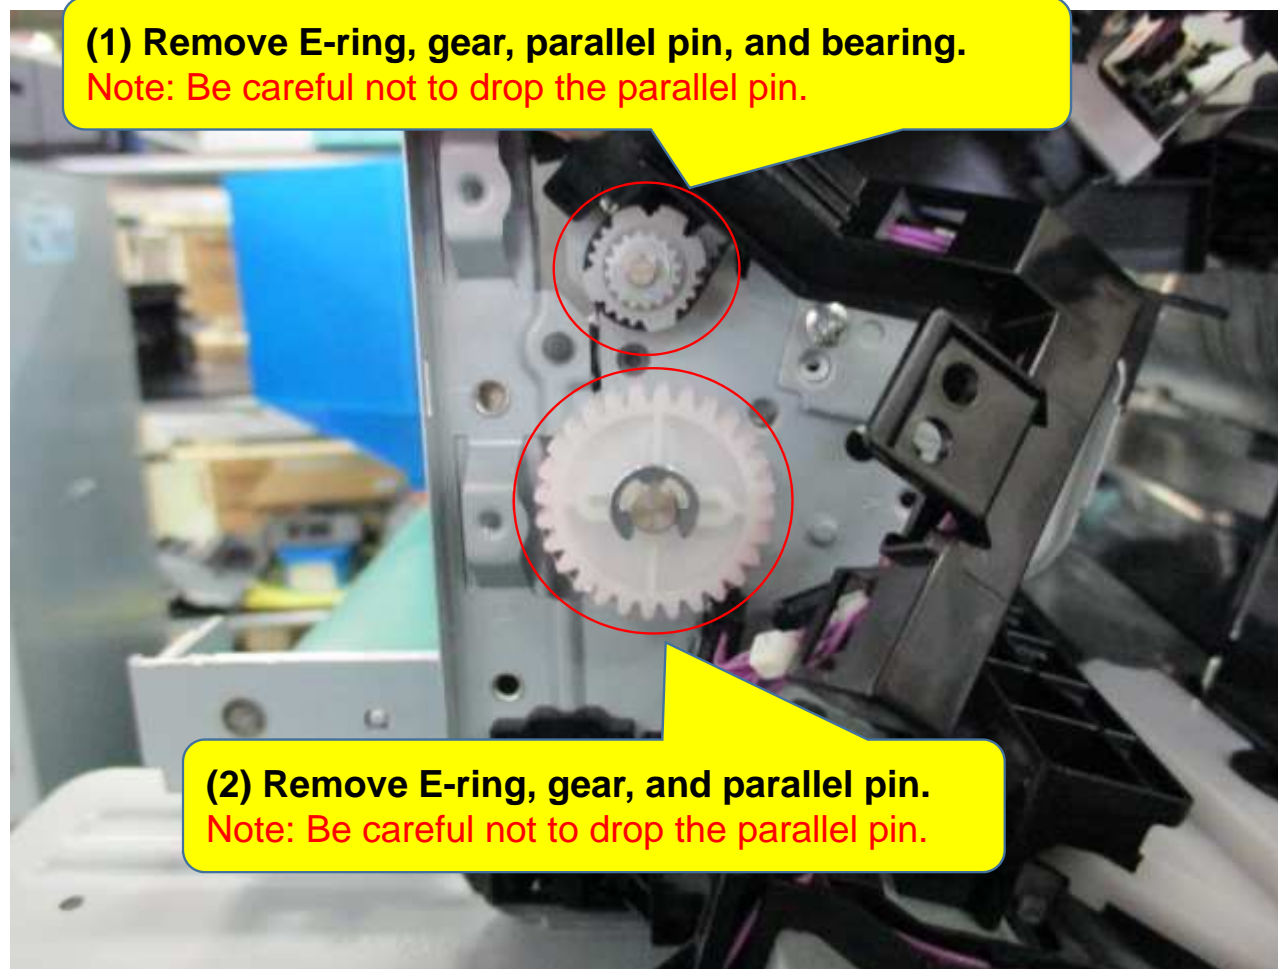 (1) Remove E-ring, gear, parallel pin, and bearing.
Note: Be careful not to drop the parallel pin.
(2) Remove E-ring, gear, and parallel pin.
Note: Be careful not to drop the parallel pin.